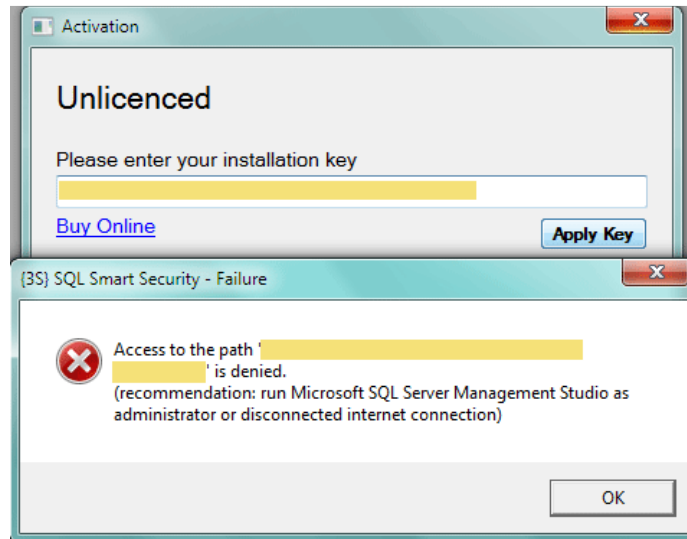 Activation
Unlicenced
Please enter your installation key
Buy Online
Apply Key
{3S} SQL Smart Security - Failure
Access to the path '
' is denied.
(recommendation: run Microsoft SQL Server Management Studio as
administrator or disconnected internet connection)
OK